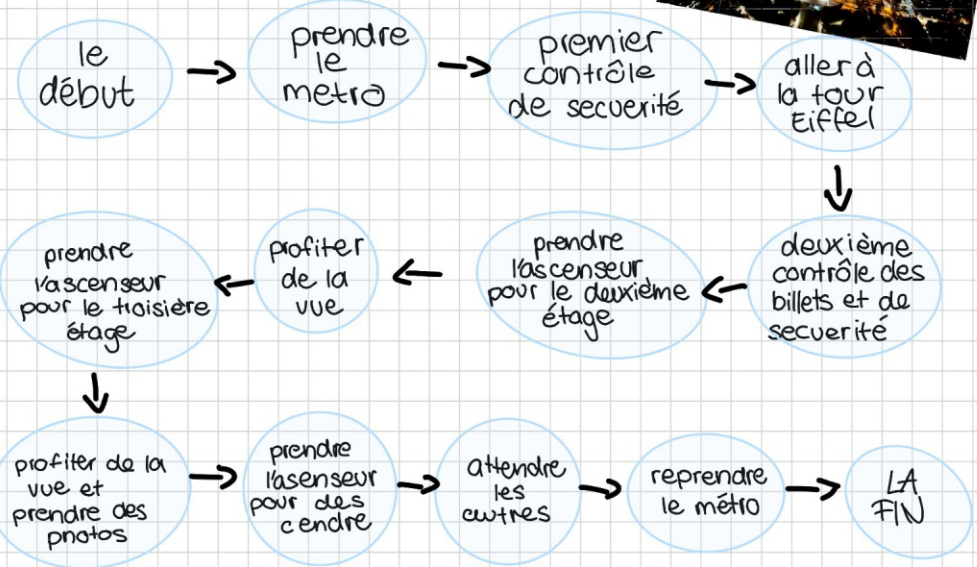 le
début
prendre
le
metro
premier
contrôle
de secuerité
aller à
la tour
Eiffel
deuxième
contrôle des
billets et de
secuerité
prendre
l'ascenseur
pour le deuxième
étage
profiter
de la
vue
prendre
l'ascenseur
pour le troisière
étage
profiter de la
vue et
prendre des
photos
prendre
l'asenseur
pour des
cendre
attendre
les
autres
reprendre
le métro
LA
FIN